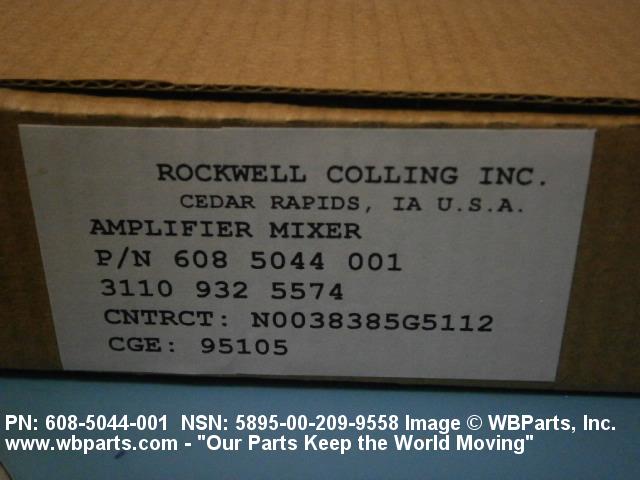 ROCKWELL COLLING INC.
CEDAR RAPIDS, IA U.S.A.
AMPLIFIER MIXER
P/N 608 5044 001
3110 932 5574
CNTRCT: N0038385G5112
CGE: 95105
PN: 608-5044-001 NSN: 5895-00-209-9558 Image © WBParts, Inc.
www.wbparts.com - "Our Parts Keep the World Moving"